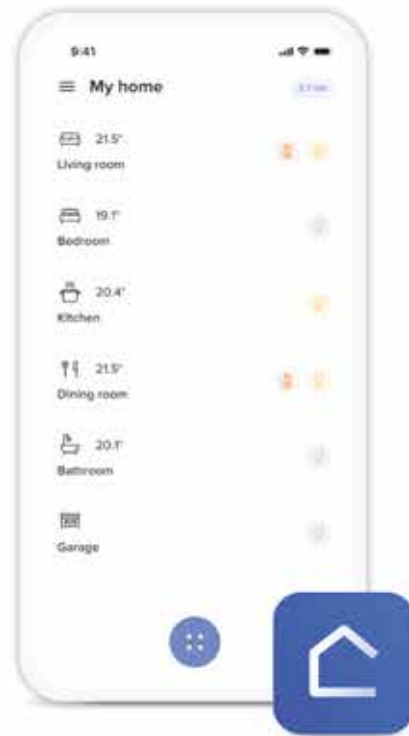 9:41
My home
21.5°
Living room
19.1°
Bedroom
20.4°
Kitchen
21.5°
Dining room
20.1°
Bathroom
Garage